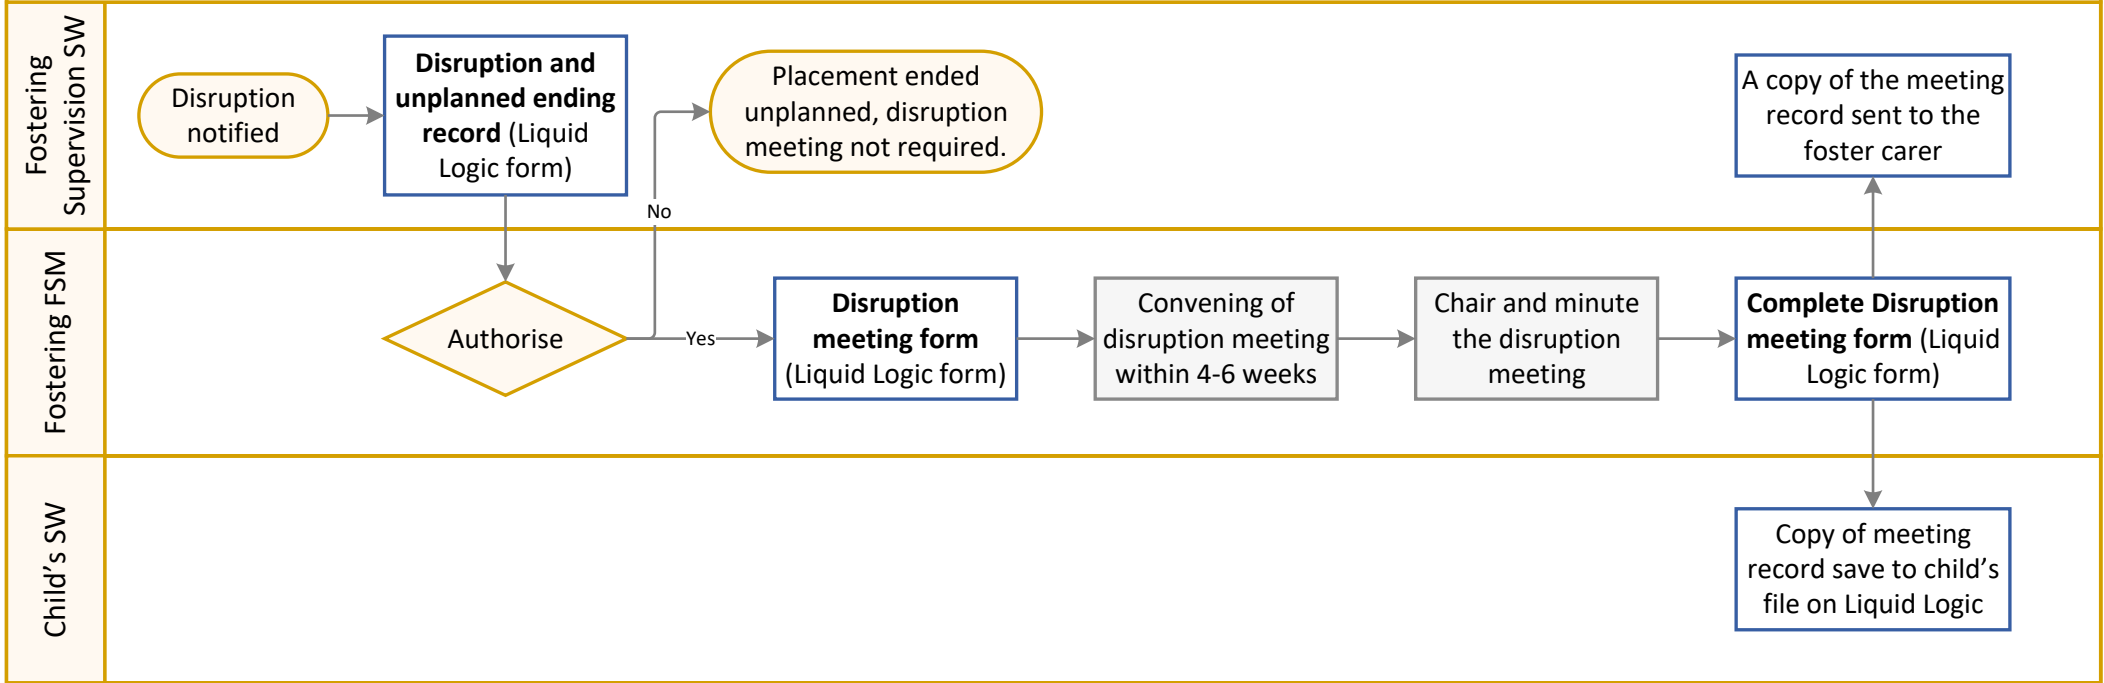 Fostering
Supervision SW
Disruption
notified
Disruption and
unplanned ending
record (Liquid
Logic form)
Placement ended
unplanned, disruption
meeting not required.
A copy of the meeting
record sent to the
foster carer
No
Fostering FSM
Authorise
Yes
Disruption
meeting form
(Liquid Logic form)
Convening of
disruption meeting
within 4-6 weeks
Chair and minute
the disruption
meeting
Complete Disruption
meeting form (Liquid
Logic form)
Child’s SW
Copy of meeting
record save to child’s
file on Liquid Logic